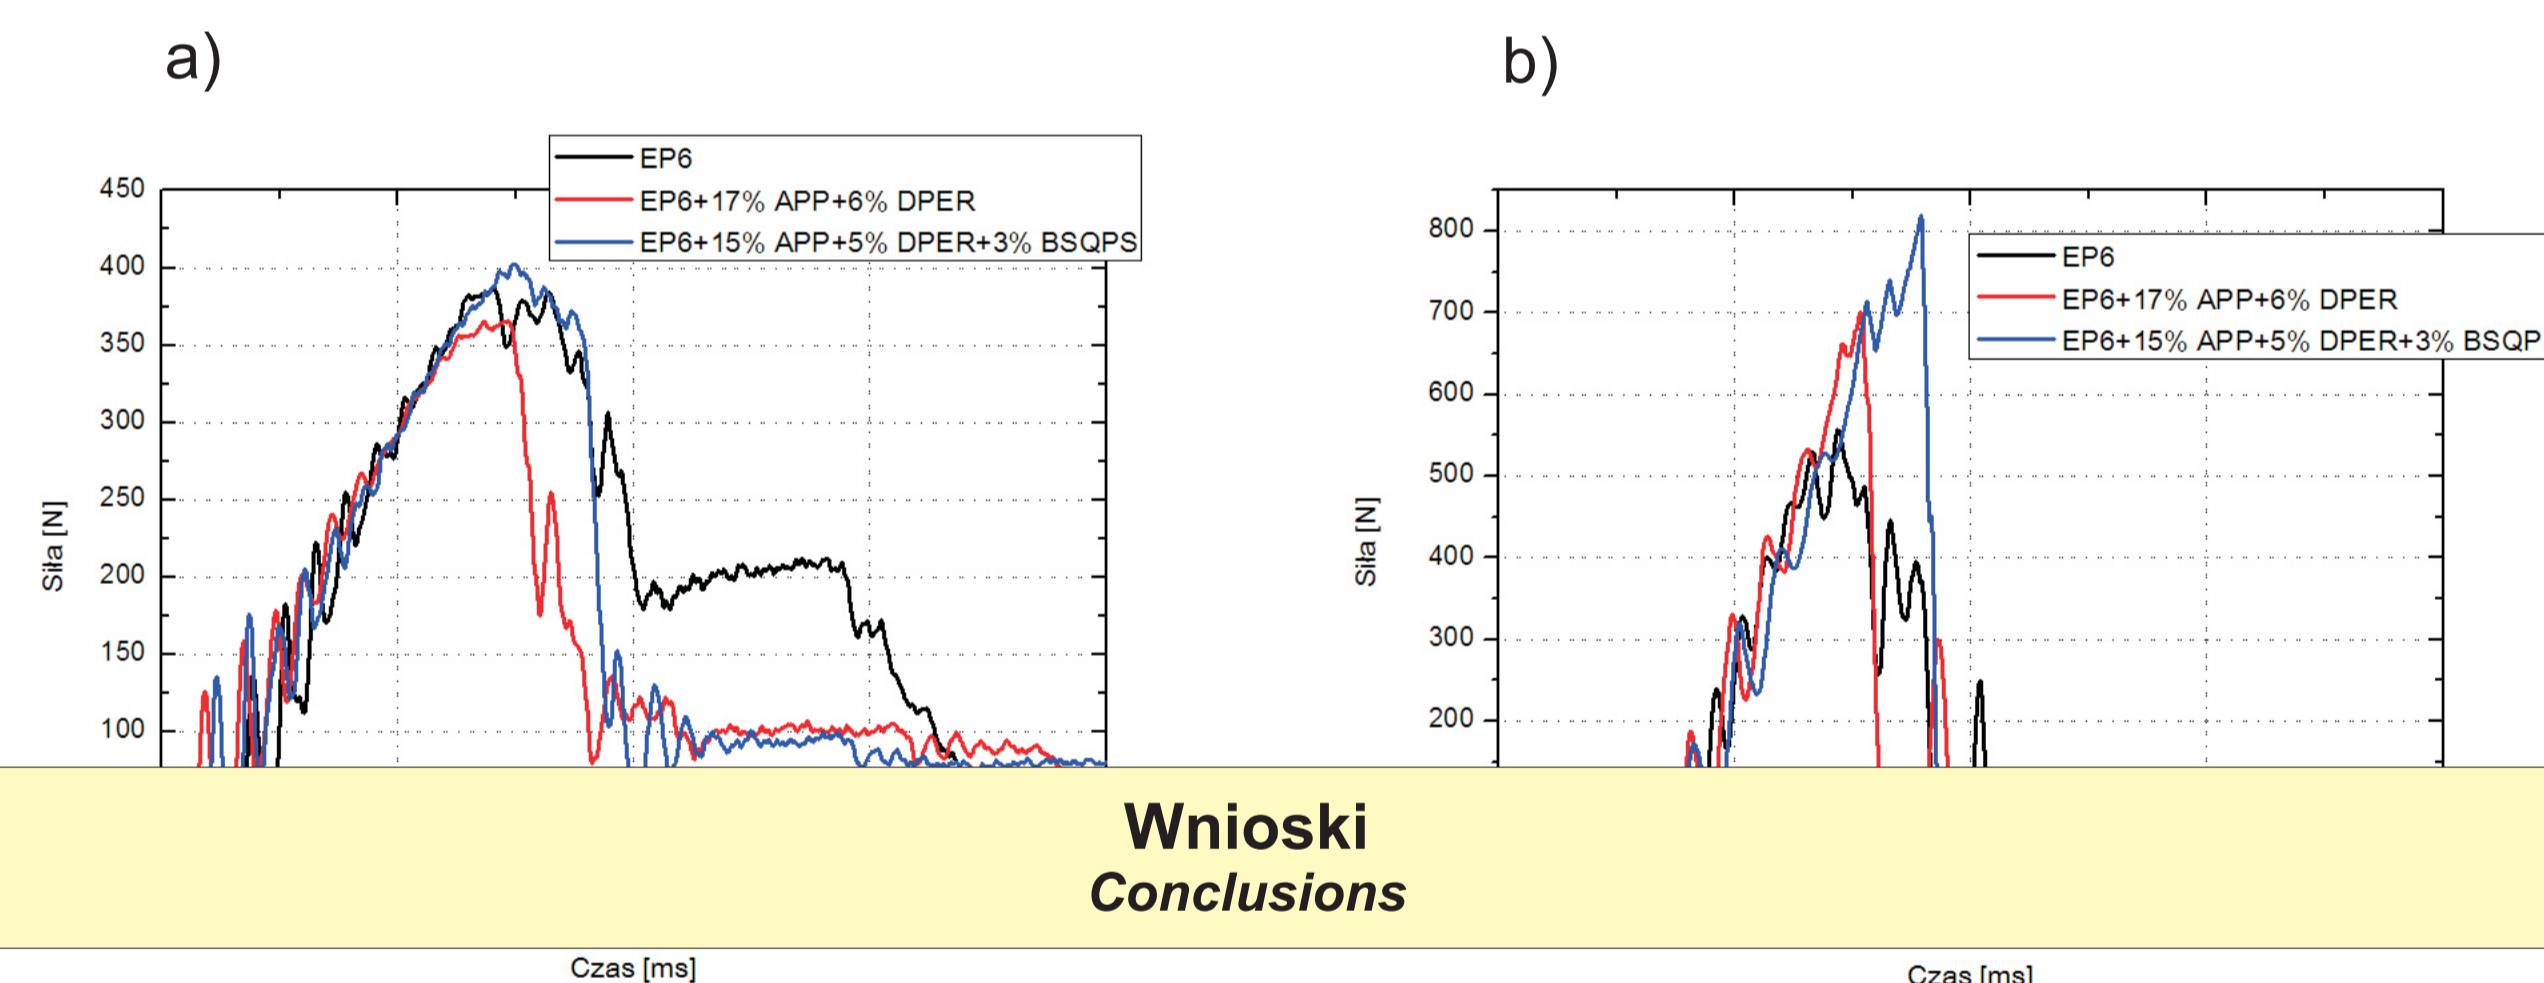 a)
EP6
EP6+17% APP+6% DPER
EP6+15% APP+5% DPER+3% BSQPS
450
400
350
300
250
200
150
100
Siła [N]
b)
EP6
EP6+17% APP+6% DPER
EP6+15% APP+5% DPER+3% BSQP
800
700
600
500
400
300
200
Siła [N]
Wnioski
Conclusions
Czas [ms]
Czas [ms]